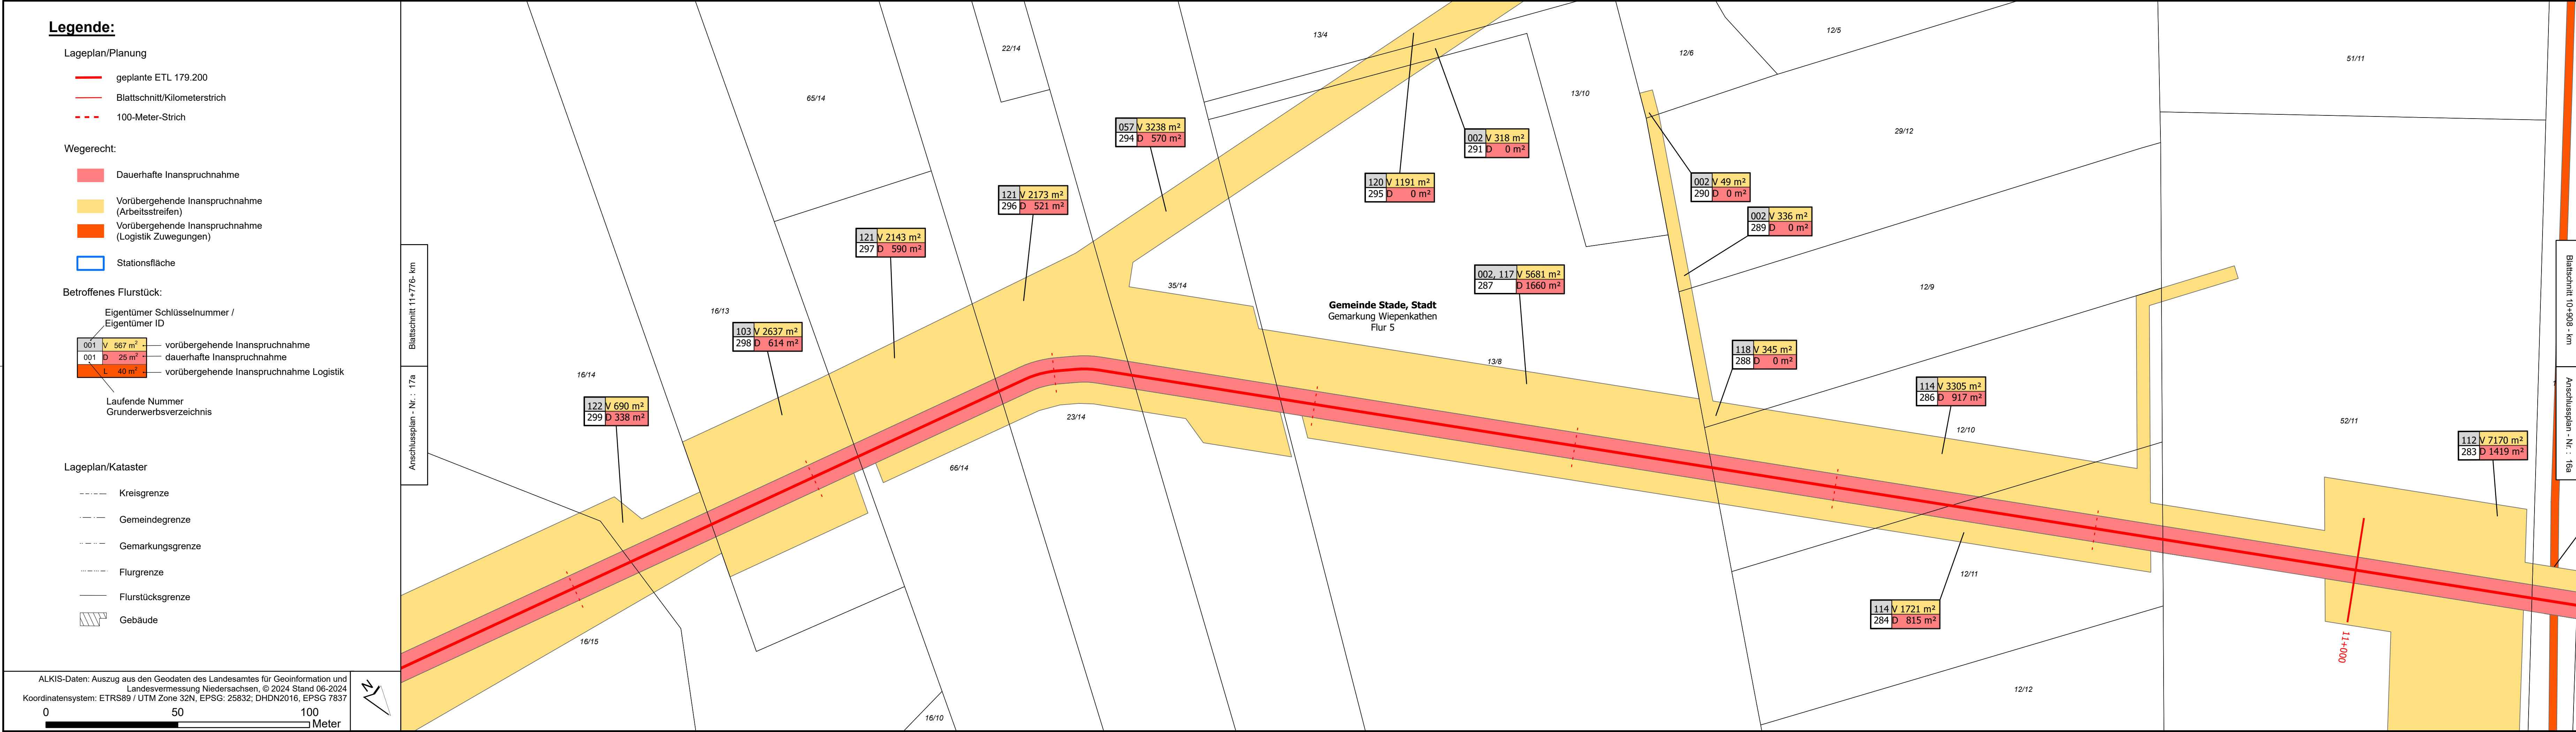 Legende:
Lageplan/Planung
geplante ETL 179.200
Blattschnitt/Kilometerstrich
100-Meter-Strich
Wegerecht:
Dauerhafte Inanspruchnahme
Vorübergehende Inanspruchnahme
(Arbeitsstreifen)
Vorübergehende Inanspruchnahme
(Logistik Zuwegungen)
Stationsfläche
Betroffenes Flurstück:
Eigentümer Schlüsselnummer /
Eigentümer ID
001 V 567 m² vorübergehende Inanspruchnahme
001 D 25 m² dauerhafte Inanspruchnahme
L 40 m² vorübergehende Inanspruchnahme Logistik
Laufende Nummer
Grunderwerbsverzeichnis
Lageplan/Kataster
Kreisgrenze
Gemeindegrenze
Gemarkungsgrenze
Flurgrenze
Flurstücksgrenze
Gebäude
ALKIS-Daten: Auszug aus den Geodaten des Landesamtes für Geoinformation und
Landesvermessung Niedersachsen, © 2024 Stand 06-2024
Koordinatensystem: ETRS89 / UTM Zone 32N, EPSG: 25832; DHDN2016, EPSG 7837
0 50 100
Meter
N
Blattschnitt 11+776- km
Anschlussplan - Nr. : 17a
16/14
16/13
65/14
22/14
13/4
13/10
12/6
12/5
51/11
29/12
12/9
35/14
13/8
12/10
52/11
23/14
66/14
12/11
16/15
16/10
12/12
122 V 690 m²
299 D 338 m²
103 V 2637 m²
298 D 614 m²
121 V 2143 m²
297 D 590 m²
121 V 2173 m²
296 D 521 m²
057 V 3238 m²
294 D 570 m²
120 V 1191 m²
295 D 0 m²
002 V 318 m²
291 D 0 m²
002 V 49 m²
290 D 0 m²
002 V 336 m²
289 D 0 m²
002, 117 V 5681 m²
287 D 1660 m²
Gemeinde Stade, Stadt
Gemarkung Wiepenkathen
Flur 5
118 V 345 m²
288 D 0 m²
114 V 3305 m²
286 D 917 m²
114 V 1721 m²
284 D 815 m²
112 V 7170 m²
283 D 1419 m²
11+000
Blattschnitt 10+908 - km
Anschlussplan - Nr. : 16a